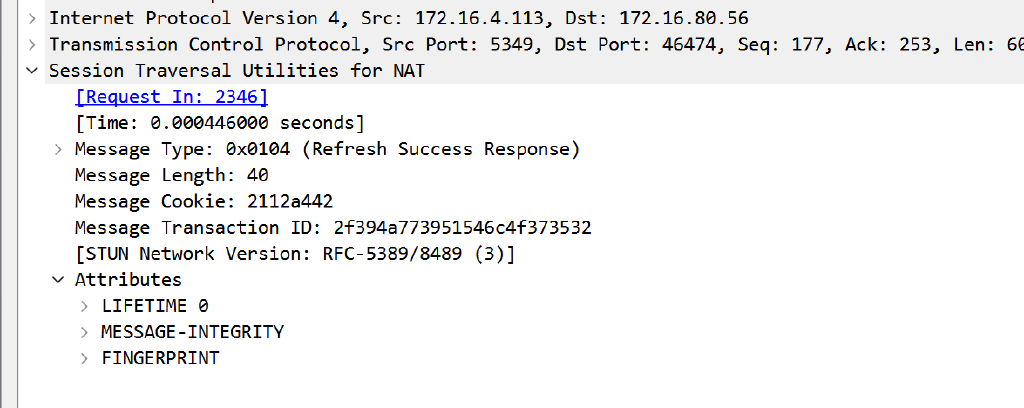 Internet Protocol Version 4, Src: 172.16.4.113, Dst: 172.16.80.56
Transmission Control Protocol, Src Port: 5349, Dst Port: 46474, Seq: 177, Ack: 253, Len: 60
Session Traversal Utilities for NAT
[Request In: 2346]
[Time: 0.000446000 seconds]
Message Type: 0x0104 (Refresh Success Response)
Message Length: 40
Message Cookie: 2112a442
Message Transaction ID: 2f394a773951546c4f373532
[STUN Network Version: RFC-5389/8489 (3)]
Attributes
LIFETIME 0
MESSAGE-INTEGRITY
FINGERPRINT